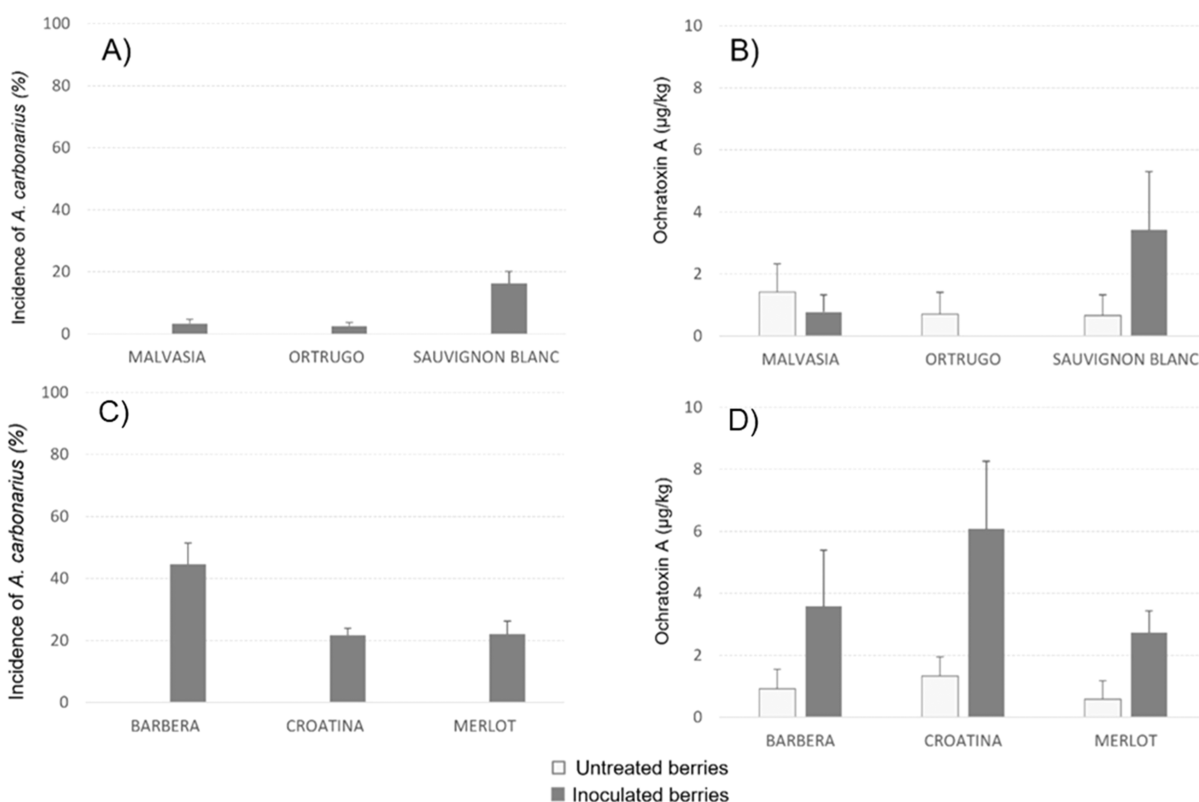 A)
Incidence of A. carbonarius (%)
100
80
60
40
20
0
MALVASIA ORTRUGO SAUVIGNON BLANC
B)
Ochratoxin A (µg/kg)
10
8
6
4
2
0
MALVASIA ORTRUGO SAUVIGNON BLANC
C)
Incidence of A. carbonarius (%)
100
80
60
40
20
0
BARBERA CROATINA MERLOT
D)
Ochratoxin A (µg/kg)
10
8
6
4
2
0
BARBERA CROATINA MERLOT
Untreated berries
Inoculated berries